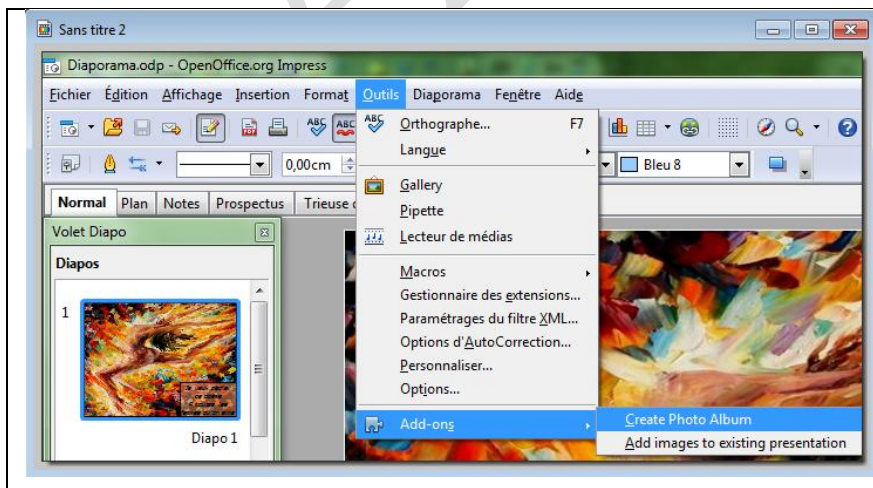 Sans titre 2
Diaporama.odp - OpenOffice.org Impress
Fichier Édition Affichage Insertion Format Outils Diaporama Fenêtre Aide
ABC ABC
0,00cm Bleu 8
Normal Plan Notes Prospectus Trieuse
Volet Diapo
Diapos
1
Diapo 1
ABC Orthographe... F7
Langue
Gallery
Pipette
Lecteur de médias
Macros
Gestionnaire des extensions...
Paramétrages du filtre XML...
Options d'AutoCorrection...
Personnaliser...
Options...
Add-ons
Create Photo Album
Add images to existing presentation